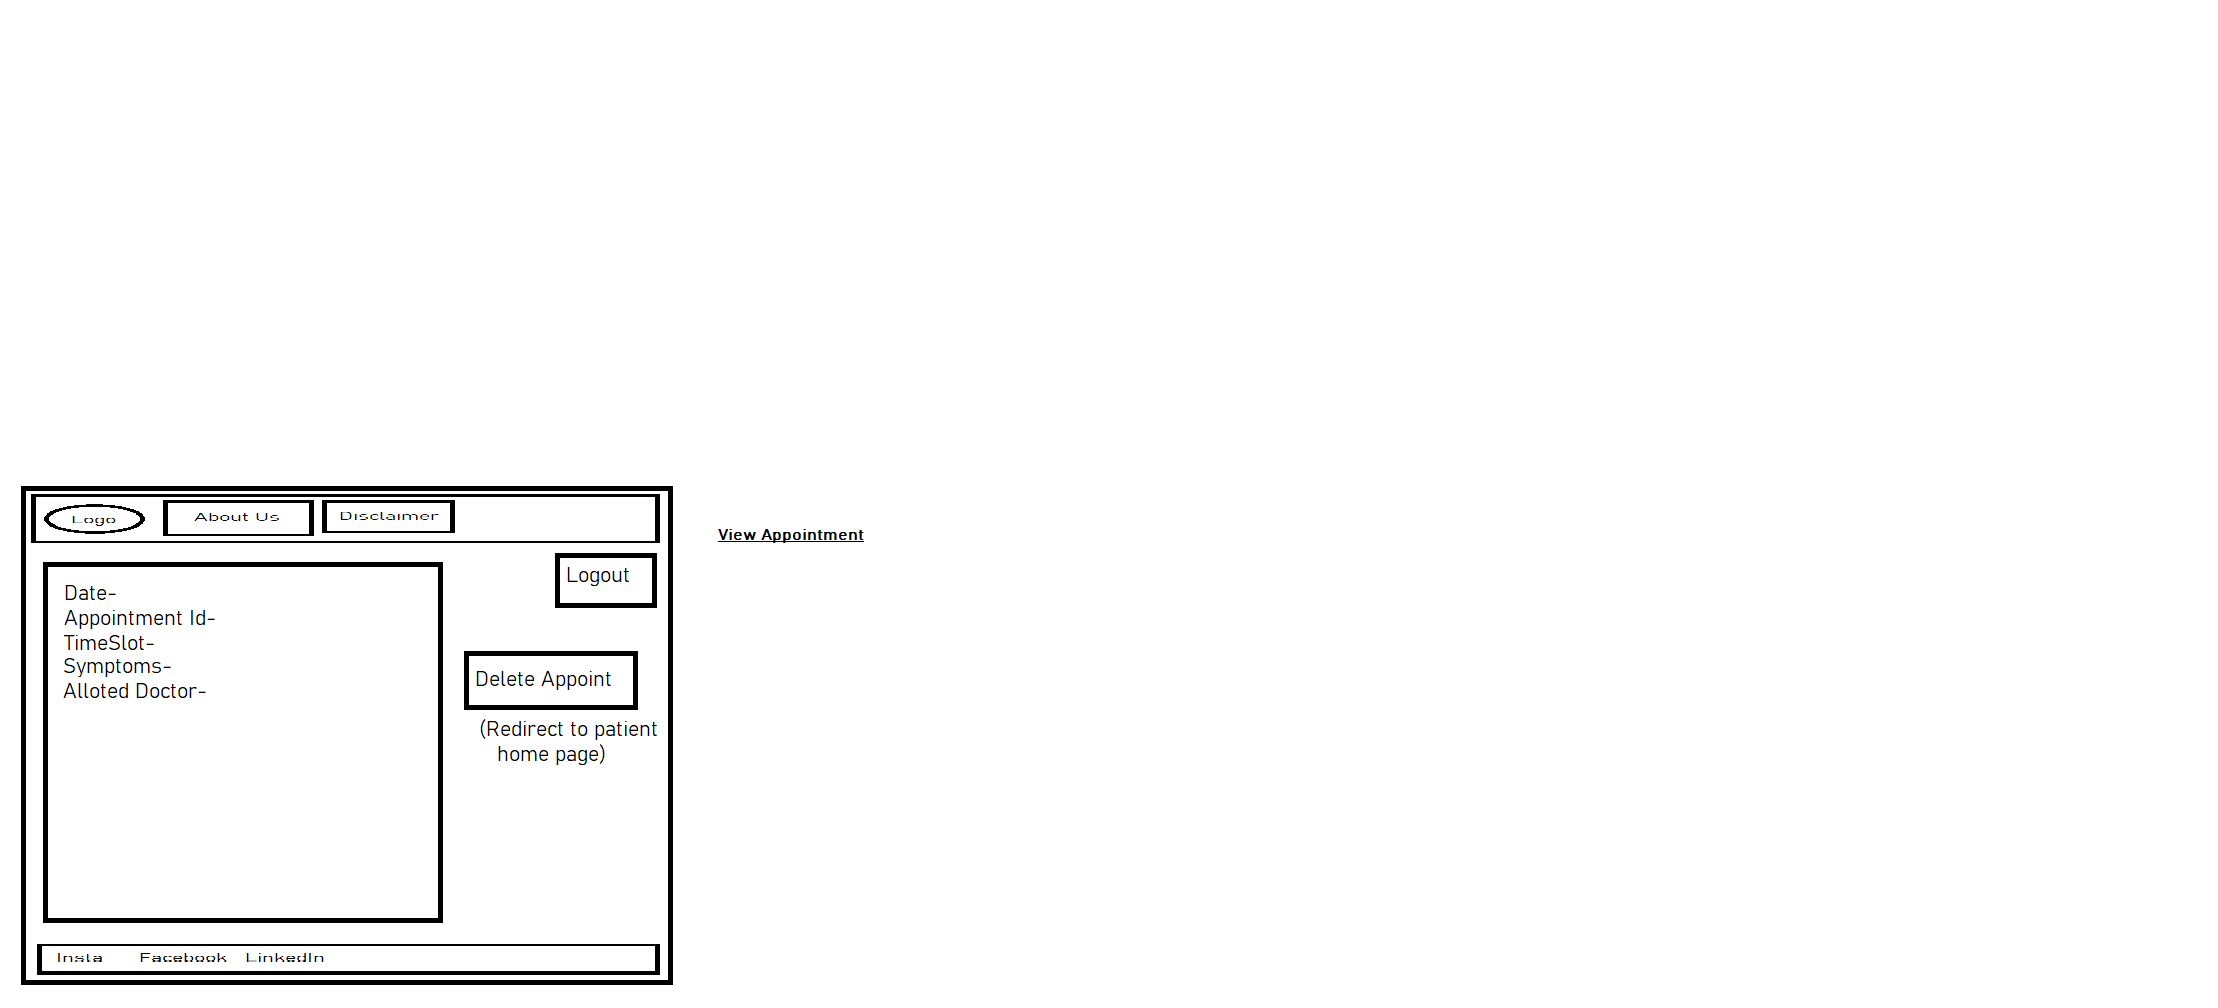 Logo
About Us
Disclaimer
View Appointment
Logout
Date-
Appointment Id-
TimeSlot-
Symptoms-
Alloted Doctor-
Delete Appoint
(Redirect to patient
home page)
Insta
Facebook
LinkedIn